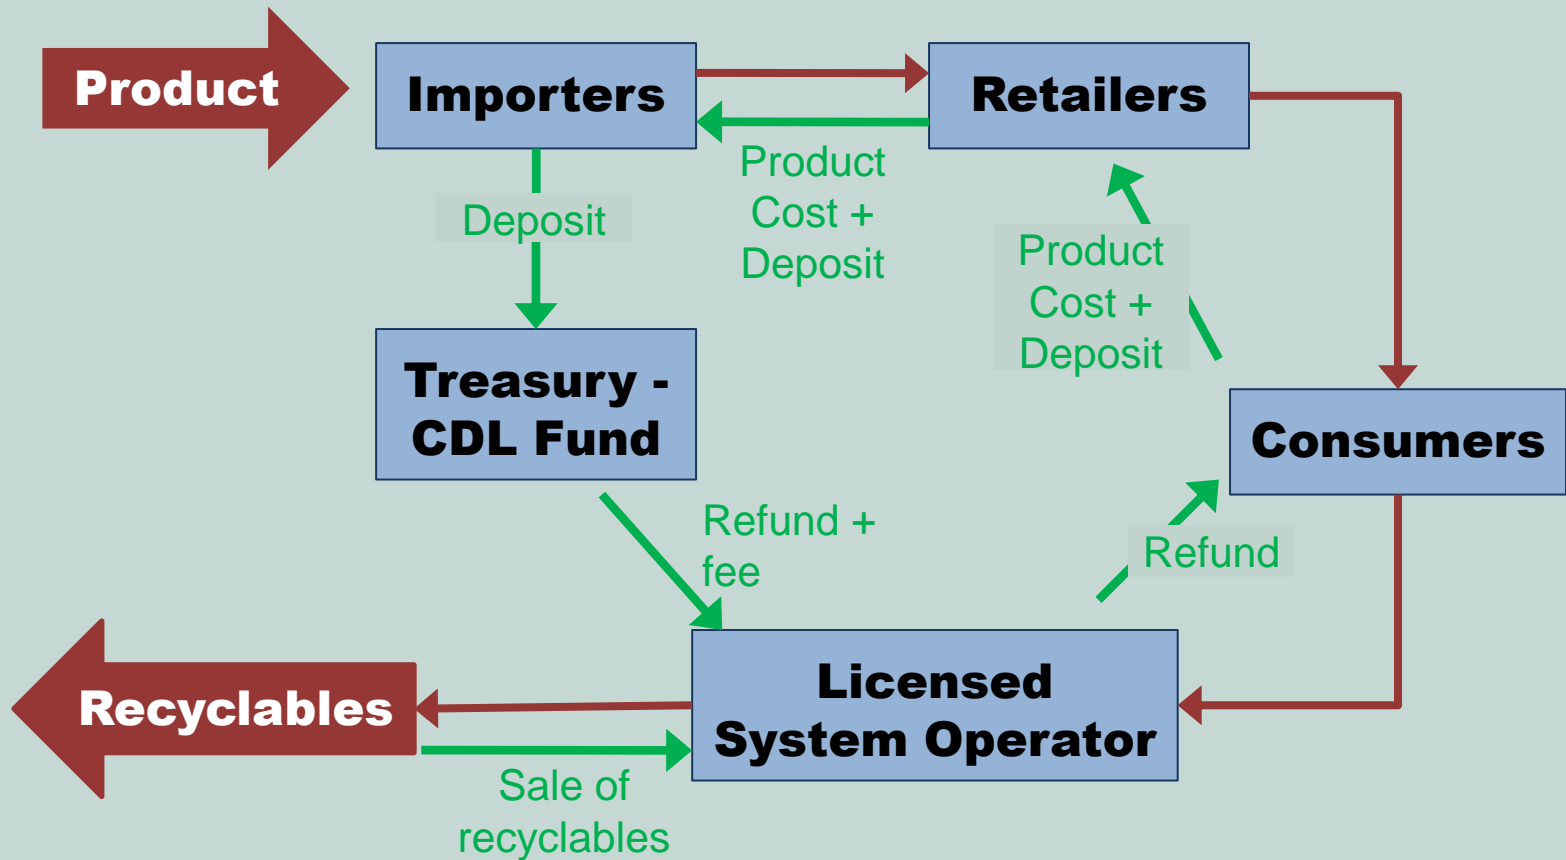 Product
Importers
Retailers
Product
Cost +
Deposit
Deposit
Product
Cost +
Deposit
Treasury -
CDL Fund
Consumers
Refund +
fee
Refund
Licensed
System Operator
Recyclables
Sale of
recyclables